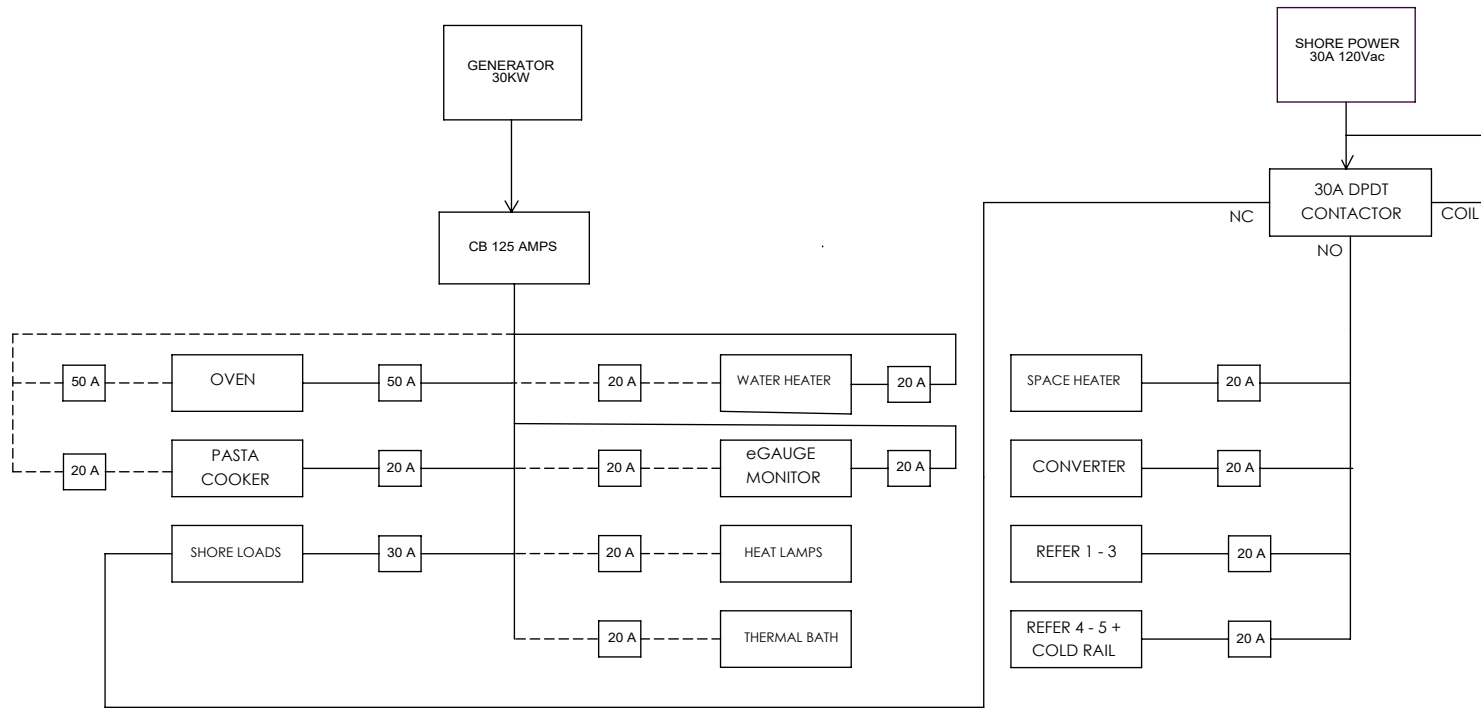 GENERATOR
30KW
SHORE POWER
30A 120Vac
30A DPDT
CONTACTOR
NC
COIL
NO
CB 125 AMPS
50 A
OVEN
50 A
20 A
WATER HEATER
20 A
SPACE HEATER
20 A
20 A
PASTA
COOKER
20 A
20 A
eGAUGE
MONITOR
20 A
CONVERTER
20 A
SHORE LOADS
30 A
20 A
HEAT LAMPS
REFER 1 - 3
20 A
20 A
THERMAL BATH
REFER 4 - 5 +
COLD RAIL
20 A